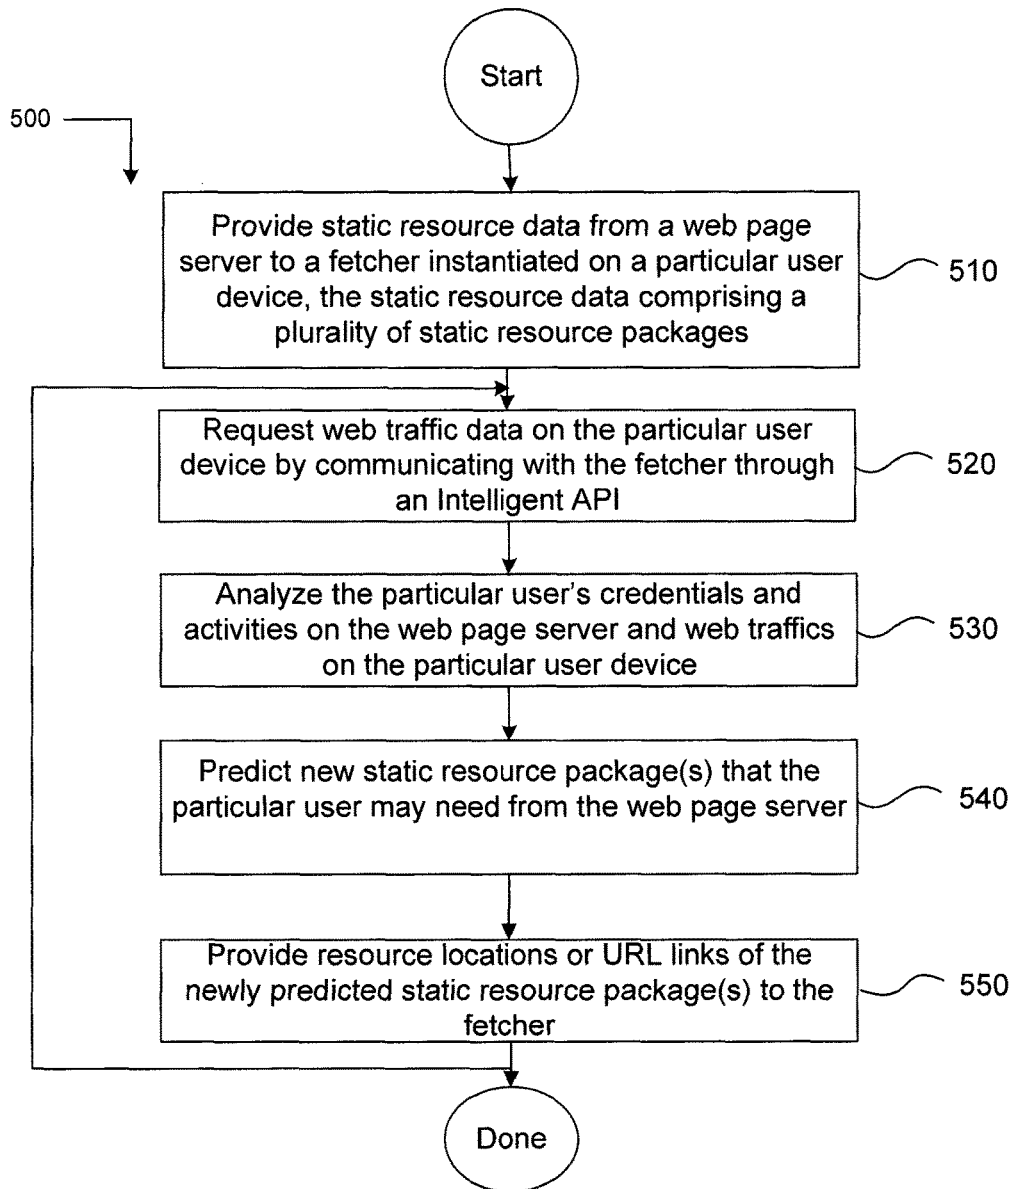 Start
500
Provide static resource data from a web page
server to a fetcher instantiated on a particular user
device, the static resource data comprising a
plurality of static resource packages
510
Request web traffic data on the particular user
device by communicating with the fetcher through
an Intelligent API
520
Analyze the particular user's credentials and
activities on the web page server and web traffics
on the particular user device
530
Predict new static resource package(s) that the
particular user may need from the web page server
540
Provide resource locations or URL links of the
newly predicted static resource package(s) to the
fetcher
550
Done